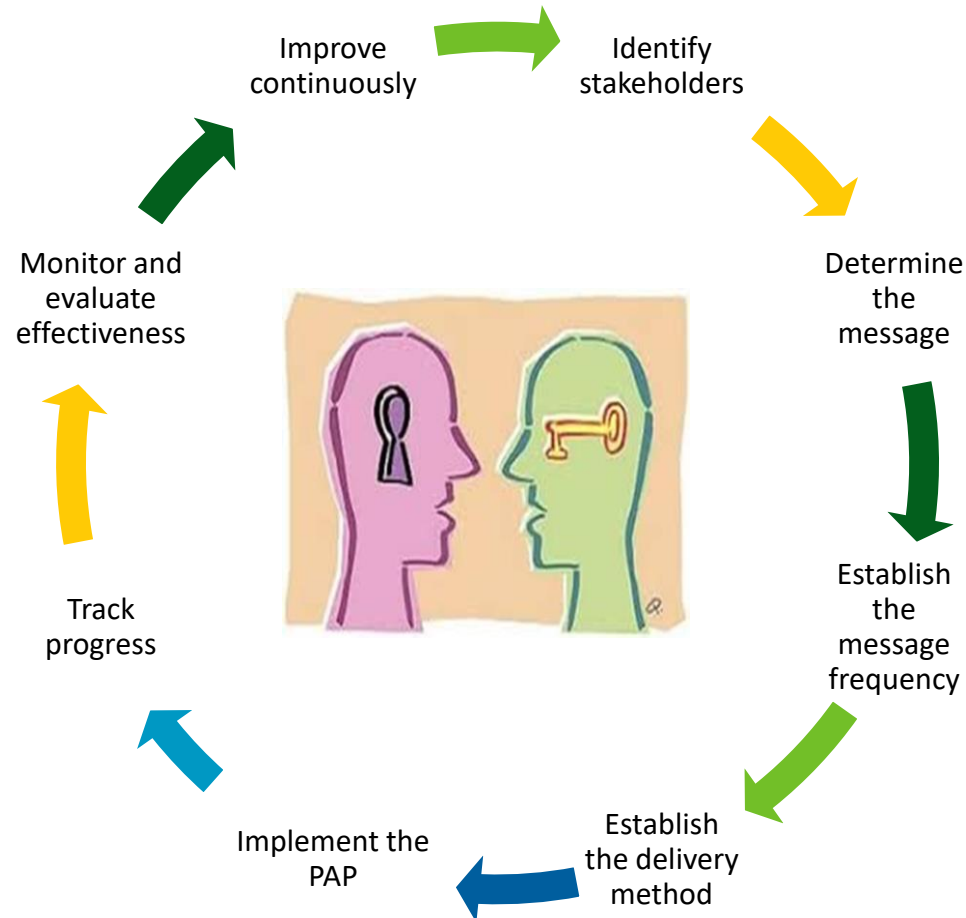 Improve
continuously
Identify
stakeholders
Determine
the
message
Establish
the
message
frequency
Establish
the delivery
method
Implement the
PAP
Track
progress
Monitor and
evaluate
effectiveness